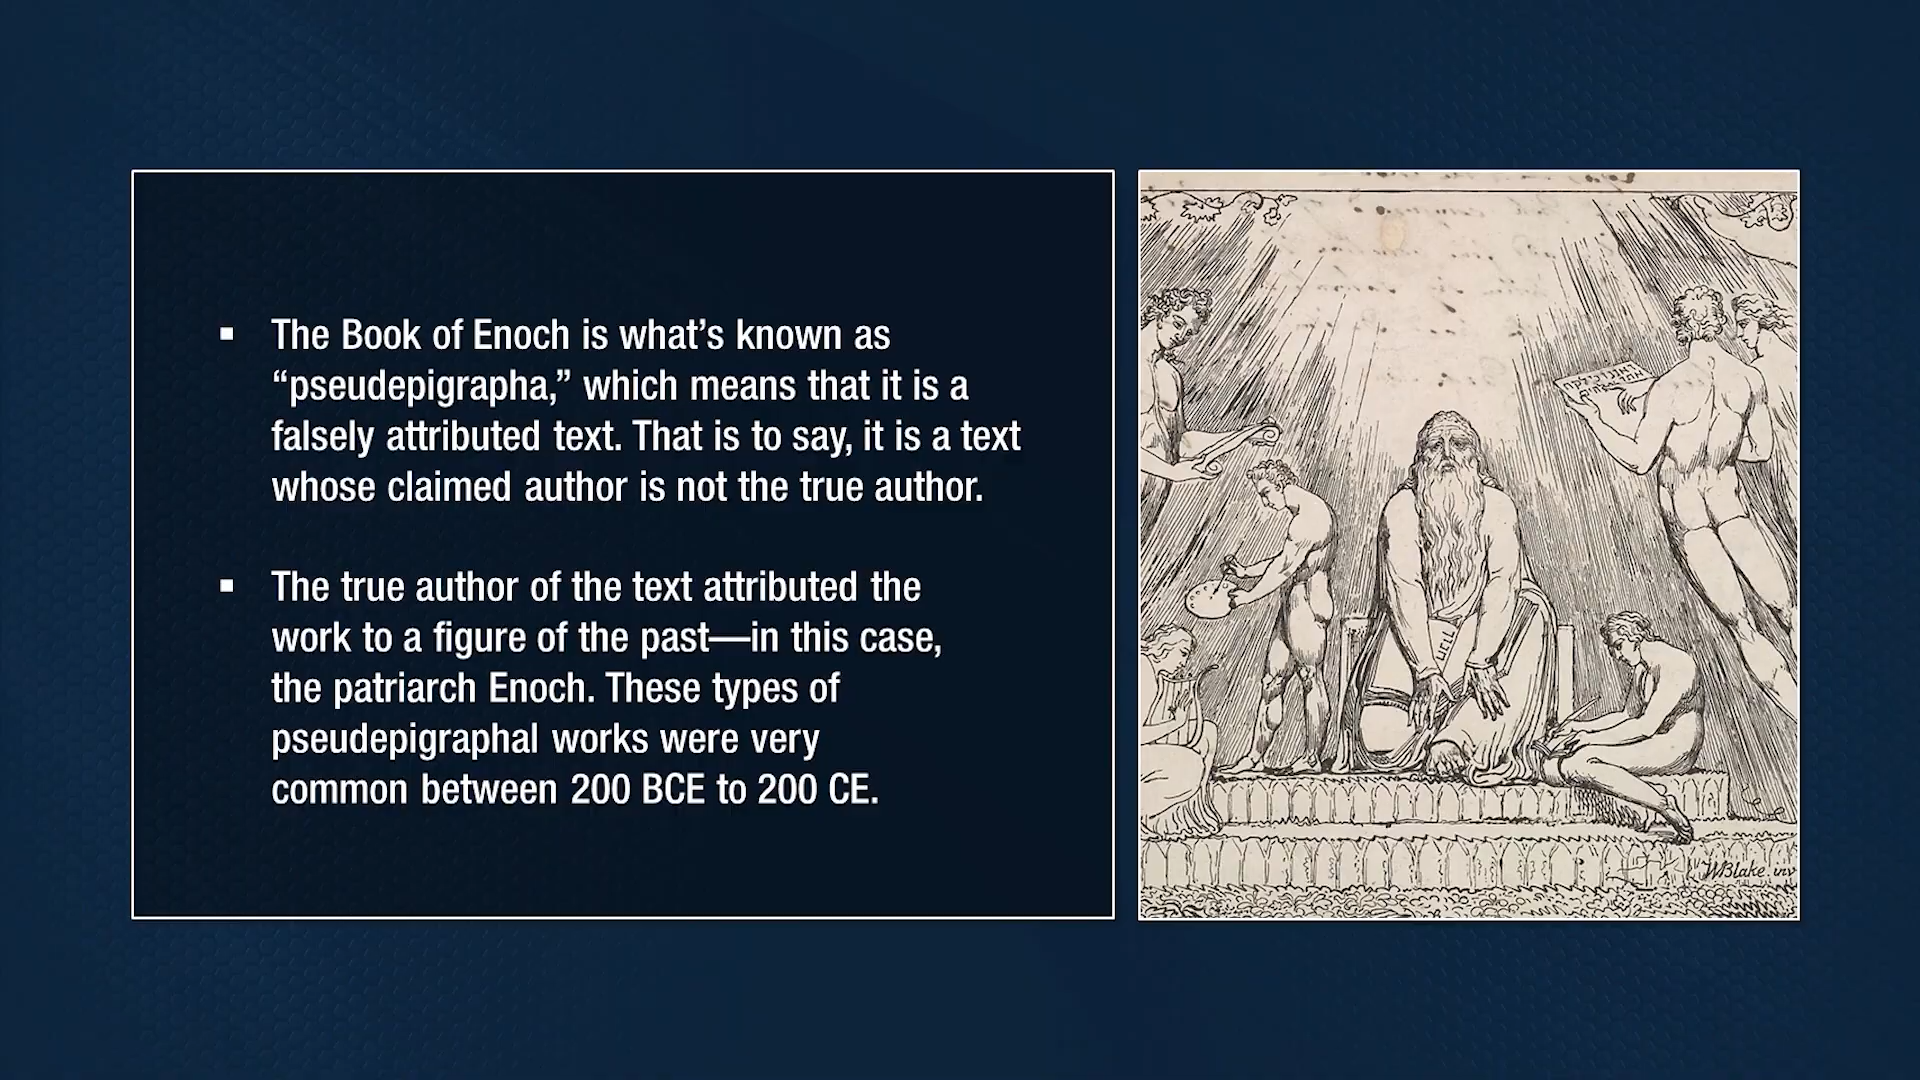 ▪ The Book of Enoch is what’s known as
“pseudepigrapha,” which means that it is a
falsely attributed text. That is to say, it is a text
whose claimed author is not the true author.
▪ The true author of the text attributed the
work to a figure of the past—in this case,
the patriarch Enoch. These types of
pseudepigraphal works were very
common between 200 BCE to 200 CE.
WBlake. inv